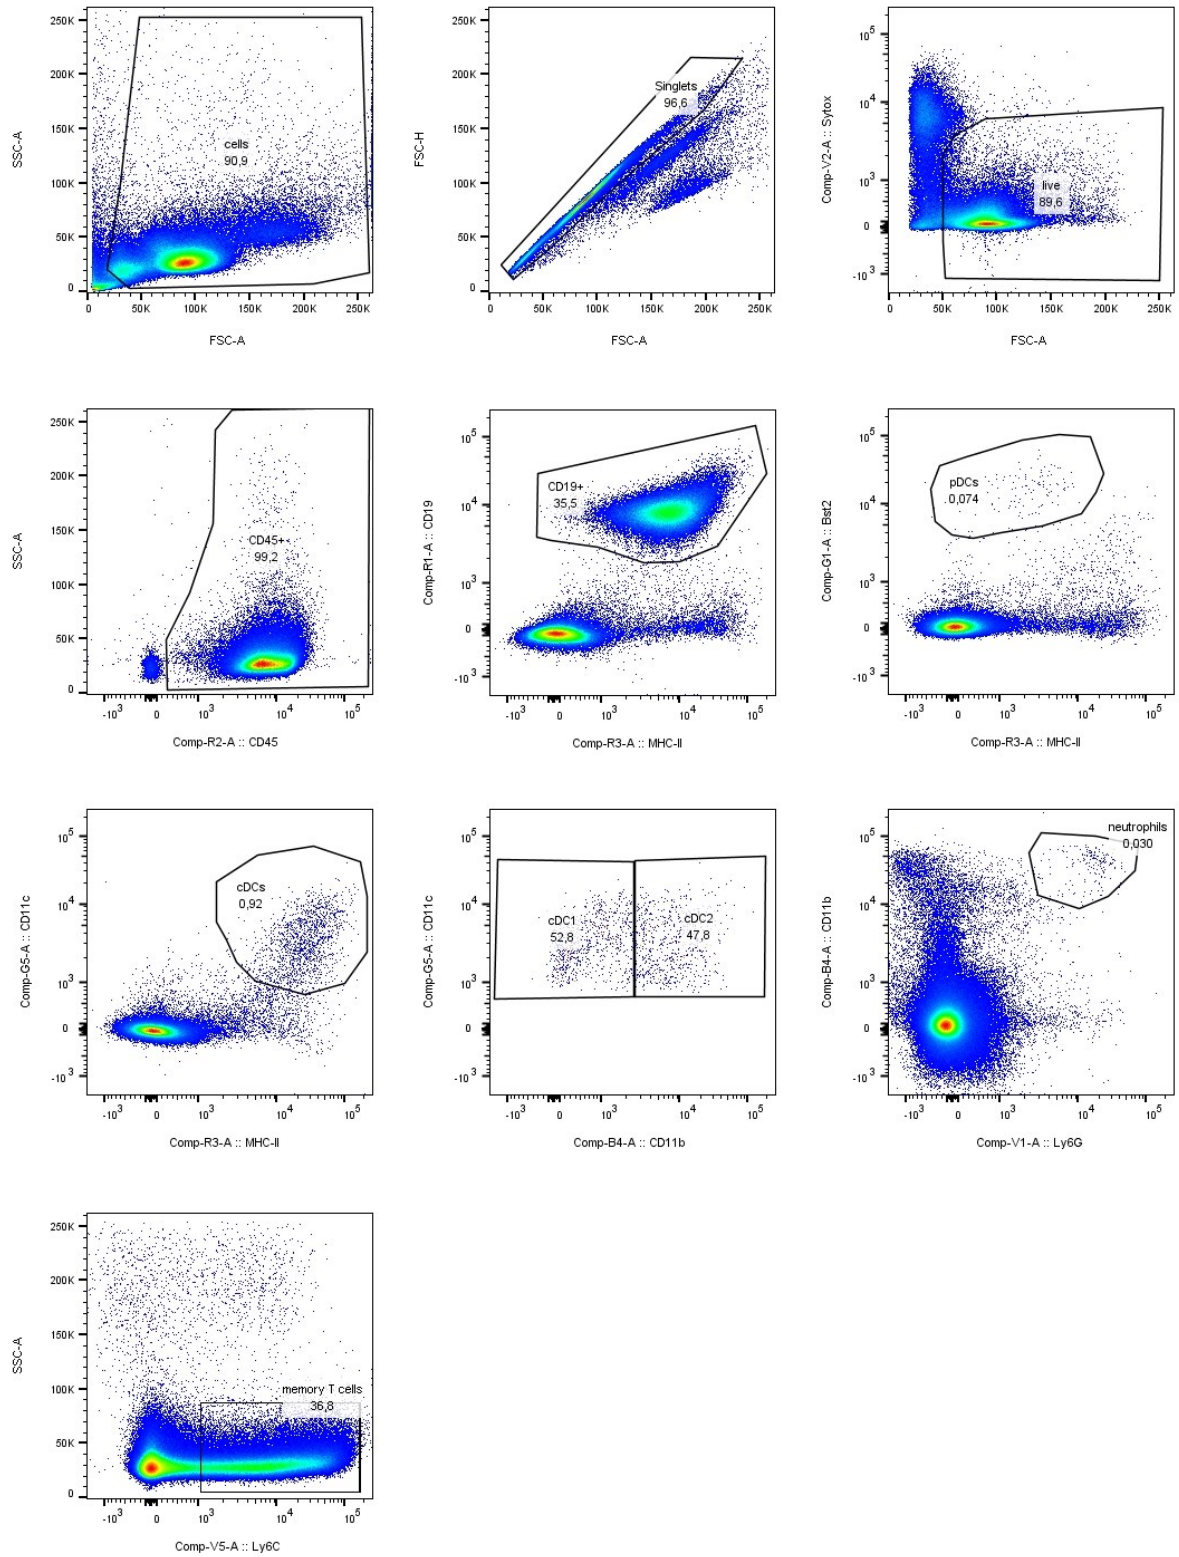 250K
200K
150K
100K
50K
0
SSC-A
cells
90,9
0 50K 100K 150K 200K 250K
FSC-A
250K
200K
150K
100K
50K
0
FSC-H
Singlets
96,6
0 50K 100K 150K 200K 250K
FSC-A
10^5
10^4
10^3
0
-10^3
Comp-V2-A :: Sytox
live
89,6
0 50K 100K 150K 200K 250K
FSC-A
250K
200K
150K
100K
50K
0
SSC-A
CD45+
99,2
-10^3 0 10^3 10^4 10^5
Comp-R2-A :: CD45
10^5
10^4
10^3
0
-10^3
Comp-R1-A :: CD19
CD19+
35,5
-10^3 0 10^3 10^4 10^5
Comp-R3-A :: MHC-II
10^5
10^4
10^3
0
-10^3
Comp-G1-A :: Bst2
pDCs
0,074
-10^3 0 10^3 10^4 10^5
Comp-R3-A :: MHC-II
10^5
10^4
10^3
0
-10^3
Comp-G5-A :: CD11c
cDCs
0,92
-10^3 0 10^3 10^4 10^5
Comp-R3-A :: MHC-II
10^5
10^4
10^3
0
-10^3
Comp-G5-A :: CD11c
cDC1
52,8
cDC2
47,8
-10^3 0 10^3 10^4 10^5
Comp-B4-A :: CD11b
10^5
10^4
10^3
0
-10^3
Comp-B4-A :: CD11b
neutrophils
0,030
-10^3 0 10^3 10^4 10^5
Comp-V1-A :: Ly6G
250K
200K
150K
100K
50K
0
SSC-A
memory T cells
36,8
-10^3 0 10^3 10^4 10^5
Comp-V5-A :: Ly6C